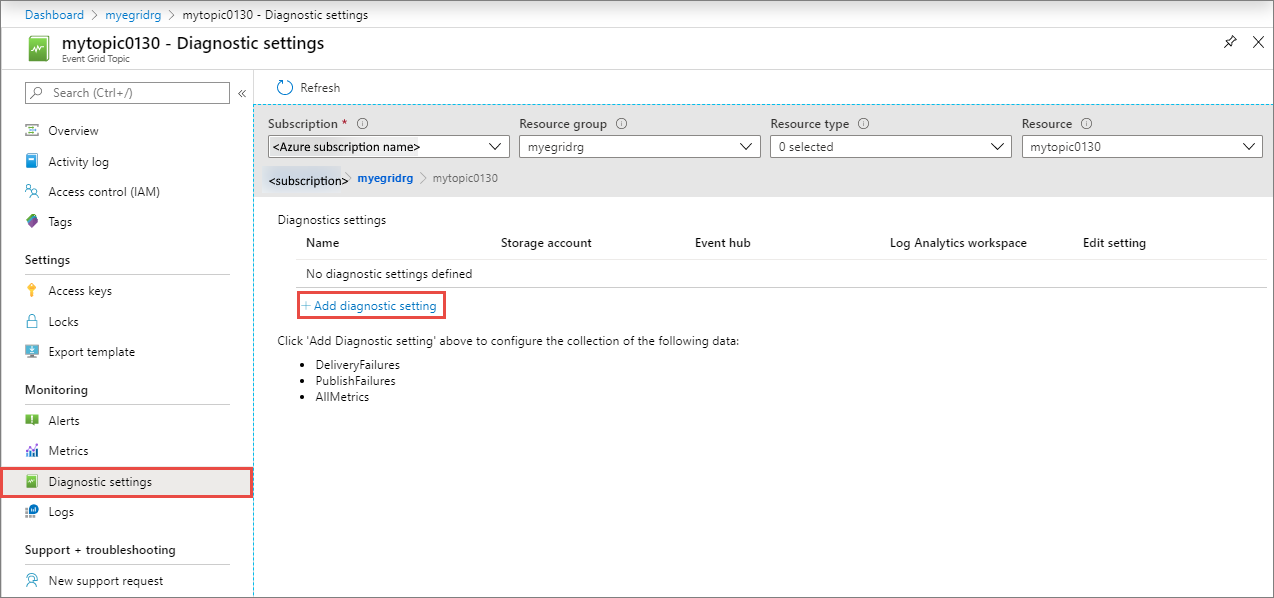 Dashboard > myegridrg > mytopic0130 - Diagnostic settings
mytopic0130 - Diagnostic settings
Event Grid Topic
Search (Ctrl+/)
«
Overview
Activity log
Access control (IAM)
Tags
Settings
Access keys
Locks
Export template
Monitoring
Alerts
Metrics
Diagnostic settings
Logs
Support + troubleshooting
New support request
Refresh
Subscription * Resource group Resource type Resource
<Azure subscription name> myegridrg 0 selected mytopic0130
<subscription> > myegridrg > mytopic0130
Diagnostics settings
Name Storage account Event hub Log Analytics workspace Edit setting
No diagnostic settings defined
+ Add diagnostic setting
Click 'Add Diagnostic setting' above to configure the collection of the following data:
• DeliveryFailures
• PublishFailures
• AllMetrics